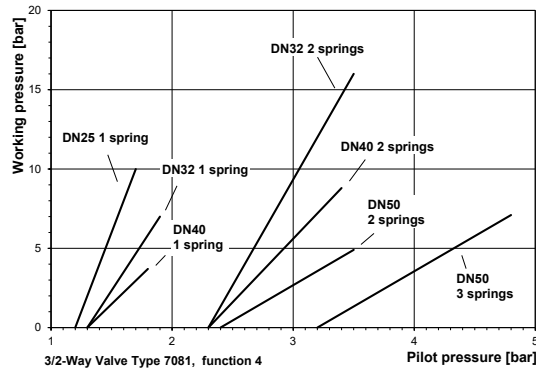 Working pressure [bar]
20
15
10
5
0
DN32 2 springs
DN25 1 spring
DN40 2 springs
DN32 1 spring
DN50
2 springs
DN40
1 spring
DN50
3 springs
1
2
3
4
5
3/2-Way Valve Type 7081, function 4
Pilot pressure [bar]